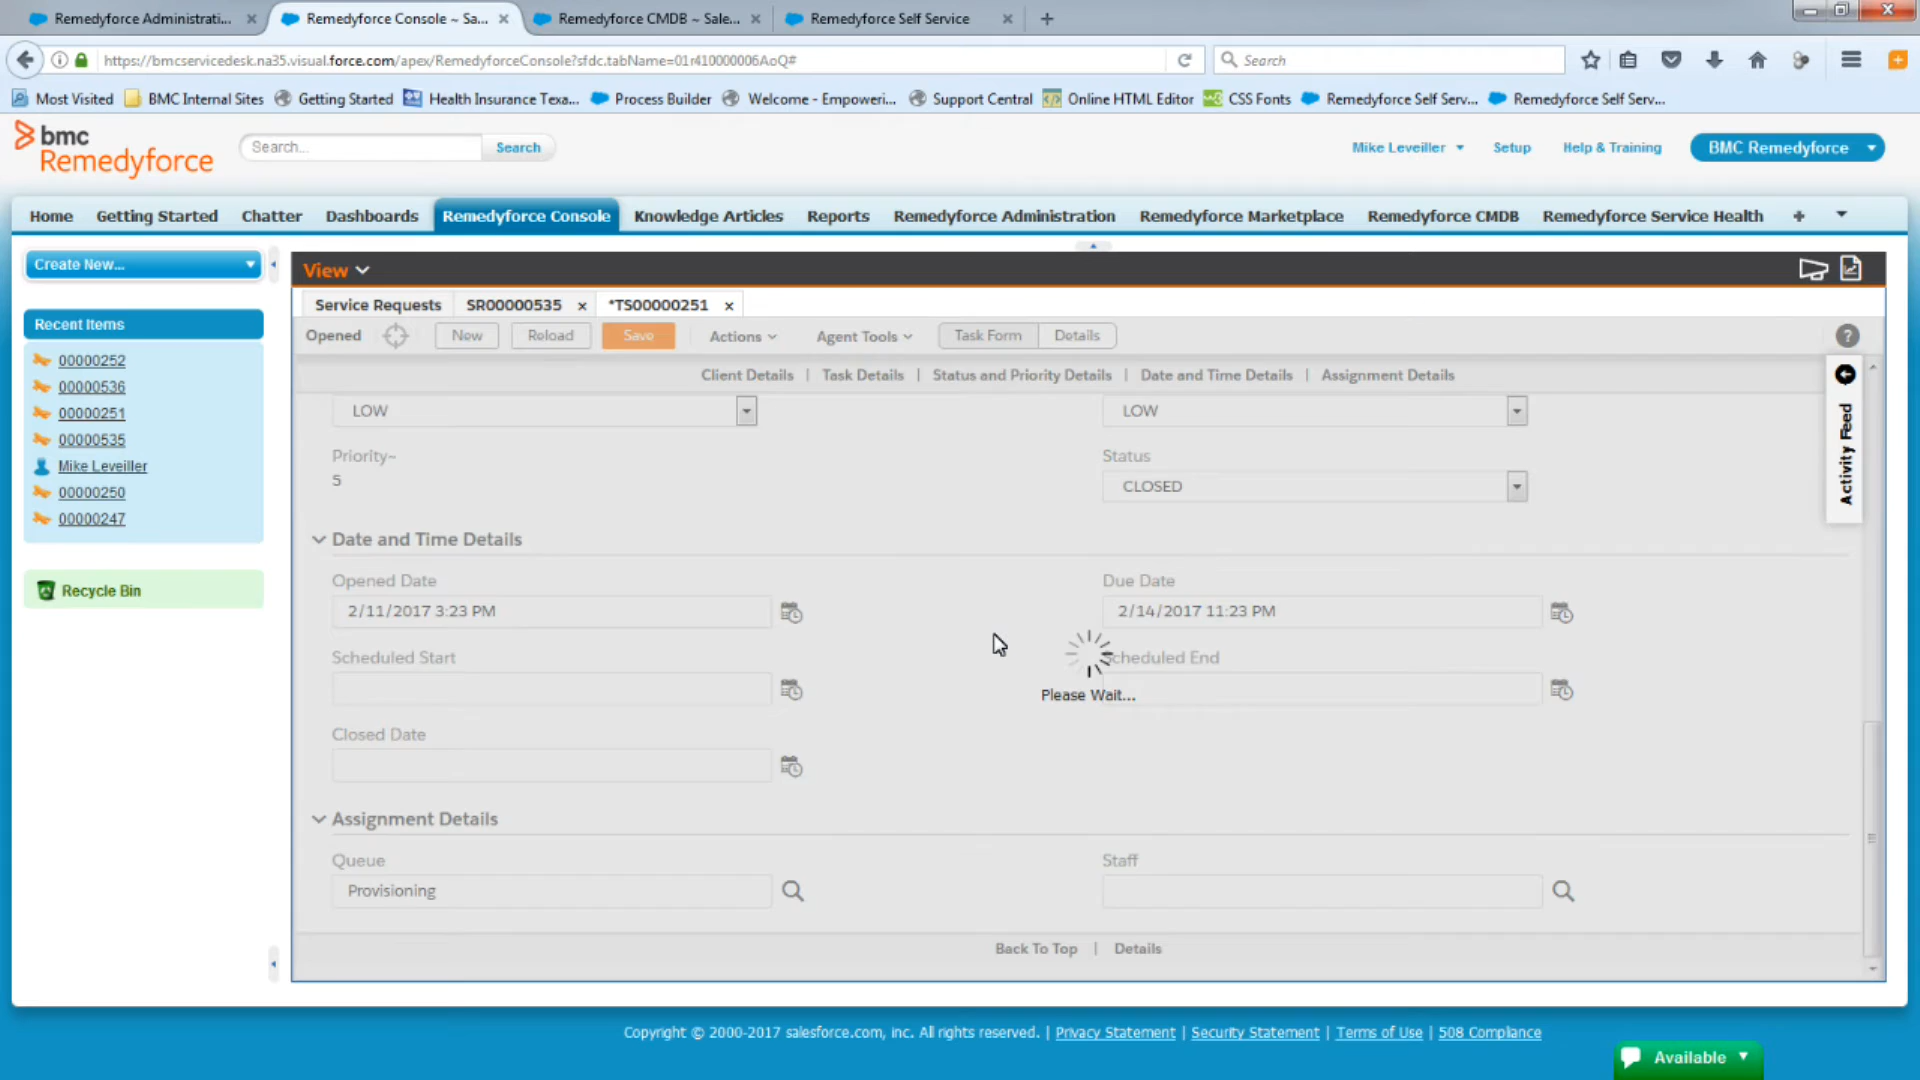 Remedyforce Administrati...
Remedyforce Console ~ Sa...
Remedyforce CMDB ~ Sale...
Remedyforce Self Service
https://bmcservicedesk.na35.visual.force.com/apex/RemedyforceConsole?sfdc.tabName=01r410000006AoQ#
Search
Most Visited
BMC Internal Sites
Getting Started
Health Insurance Texa...
Process Builder
Welcome - Empoweri...
Support Central
Online HTML Editor
CSS Fonts
Remedyforce Self Serv...
Remedyforce Self Serv...
bmc
Remedyforce
Search...
Search
Mike Leveiller
Setup
Help & Training
BMC Remedyforce
Home
Getting Started
Chatter
Dashboards
Remedyforce Console
Knowledge Articles
Reports
Remedyforce Administration
Remedyforce Marketplace
Remedyforce CMDB
Remedyforce Service Health
+
Create New...
Recent Items
00000252
00000536
00000251
00000535
Mike Leveiller
00000250
00000247
Recycle Bin
View
Service Requests
SR00000535 x
*TS00000251 x
Opened
New
Reload
Save
Actions
Agent Tools
Task Form
Details
?
Client Details | Task Details | Status and Priority Details | Date and Time Details | Assignment Details
Activity Feed
LOW
LOW
Priority~
5
Status
CLOSED
Date and Time Details
Opened Date
2/11/2017 3:23 PM
Due Date
2/14/2017 11:23 PM
Scheduled Start
Scheduled End
Please Wait...
Closed Date
Assignment Details
Queue
Provisioning
Staff
Back To Top | Details
Copyright © 2000-2017 salesforce.com, inc. All rights reserved. | Privacy Statement | Security Statement | Terms of Use | 508 Compliance
Available